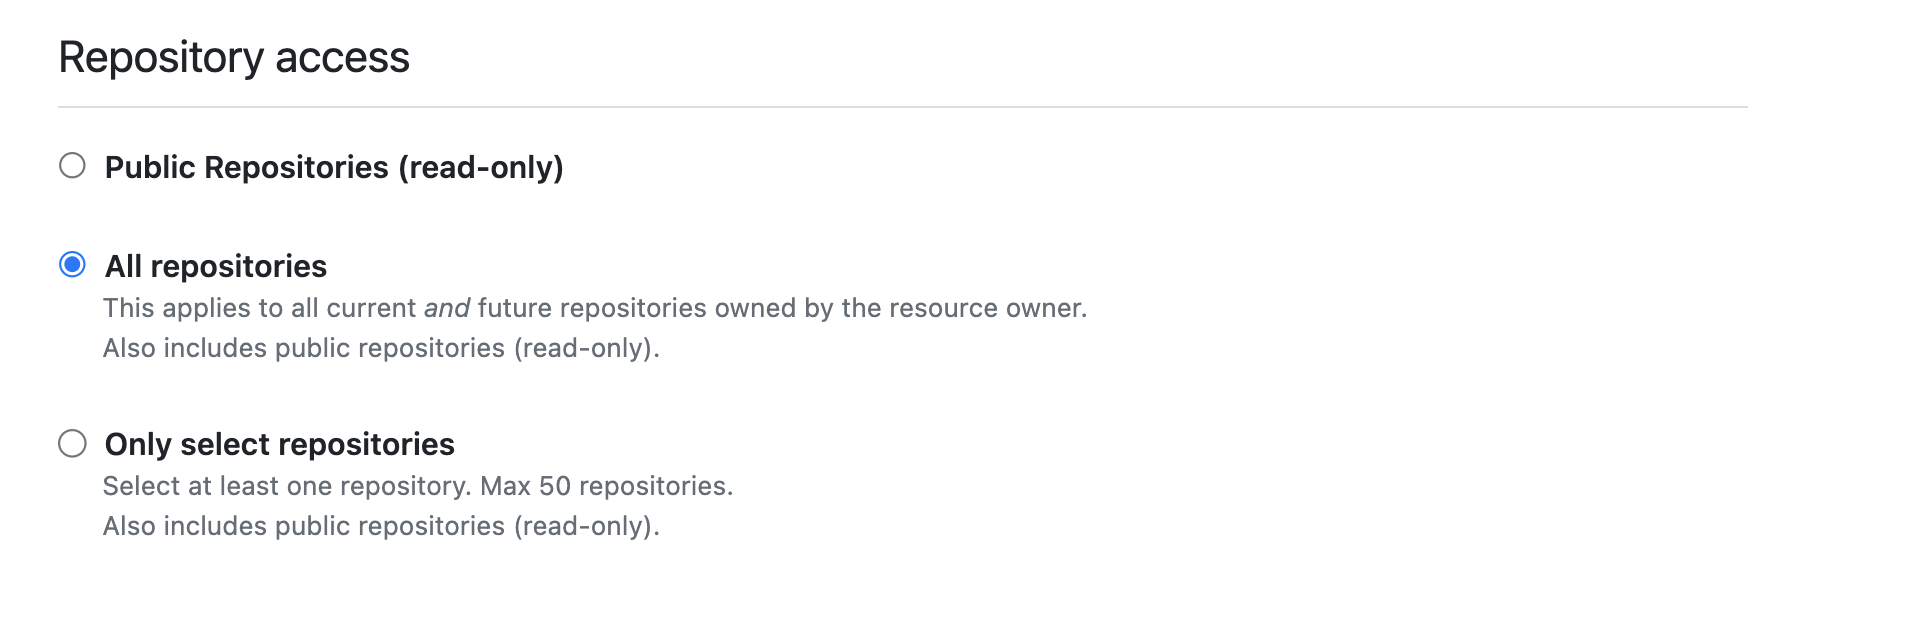 Repository access
Public Repositories (read-only)
All repositories
This applies to all current and future repositories owned by the resource owner.
Also includes public repositories (read-only).
Only select repositories
Select at least one repository. Max 50 repositories.
Also includes public repositories (read-only).